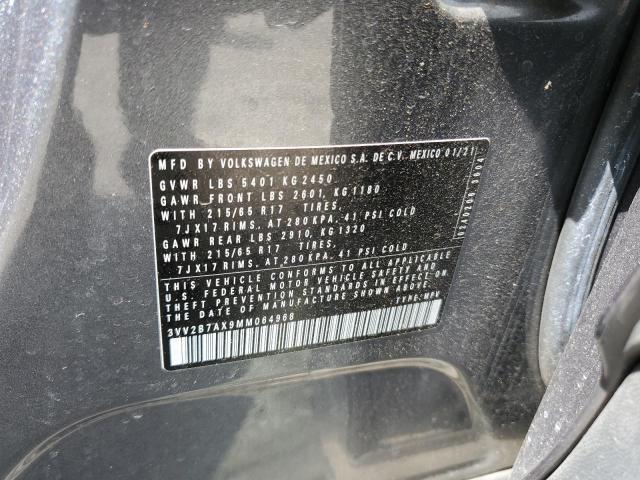 MFD BY VOLKSWAGEN DE MEXICO S.A. DE C.V. MEXICO 01/21
GVWR LBS 5401 KG 2450
GAWR FRONT LBS 2601, KG 1180
WITH 215/65 R17 TIRES,
7JX17 RIMS, AT 280 KPA, 41 PSI COLD
GAWR REAR LBS 2910, KG 1320
WITH 215/65 R17 TIRES,
7JX17 RIMS, AT 280 KPA, 41 PSI COLD
THIS VEHICLE CONFORMS TO ALL APPLICABLE
U.S. FEDERAL MOTOR VEHICLE SAFETY AND
THEFT PREVENTION STANDARDS IN EFFECT ON
THE DATE OF MANUFACTURE SHOWN ABOVE.
3VV2B7AX9MM064968 TYPE: MPV